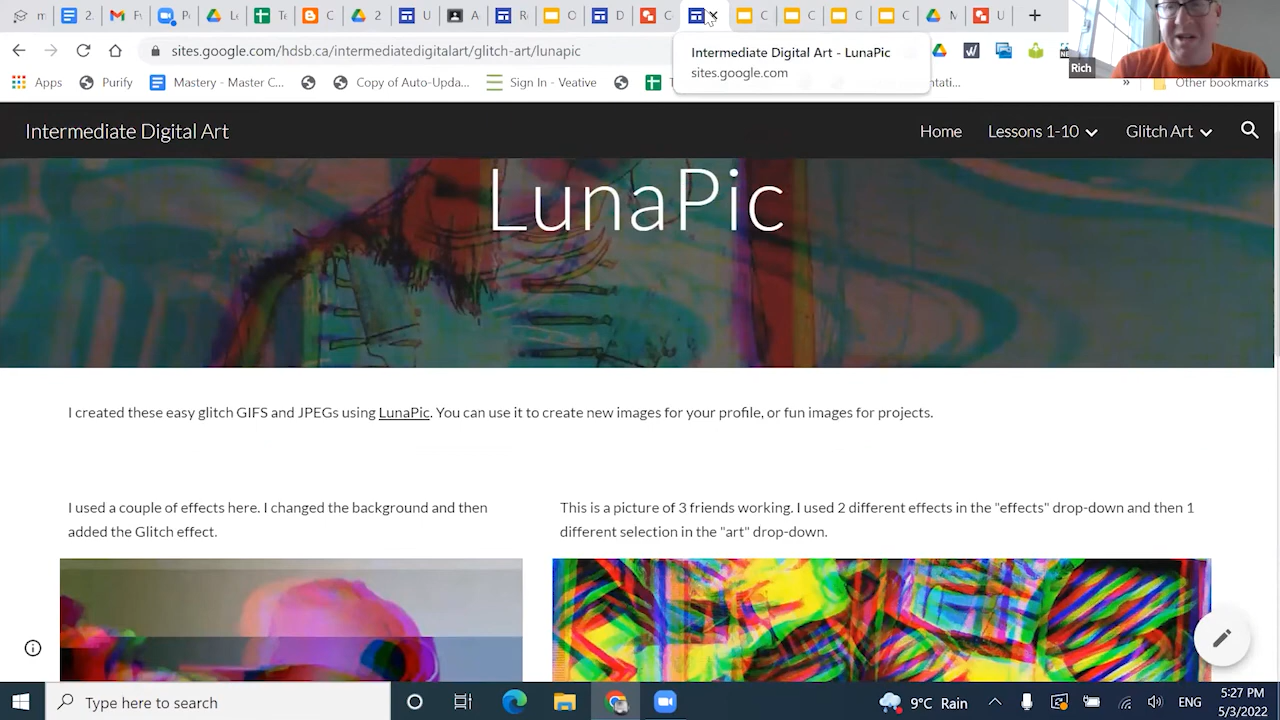 2
F
P
L
T
C
2
U
A
R
C
D
C
C
C
C
C
M
U
Intermediate Digital Art - LunaPic
sites.google.com
sites.google.com/hdsb.ca/intermediatedigitalart/glitch-art/lunapic
Rich
Apps
Purify
Mastery - Master C...
Copy of Auto-Upda...
Sign In - Veative
tati...
»
Other bookmarks
Intermediate Digital Art
Home
Lessons 1-10
Glitch Art
LunaPic
I created these easy glitch GIFS and JPEGs using LunaPic. You can use it to create new images for your profile, or fun images for projects.
I used a couple of effects here. I changed the background and then
added the Glitch effect.
This is a picture of 3 friends working. I used 2 different effects in the "effects" drop-down and then 1
different selection in the "art" drop-down.
Type here to search
9°C Rain
ENG
5:27 PM
5/3/2022